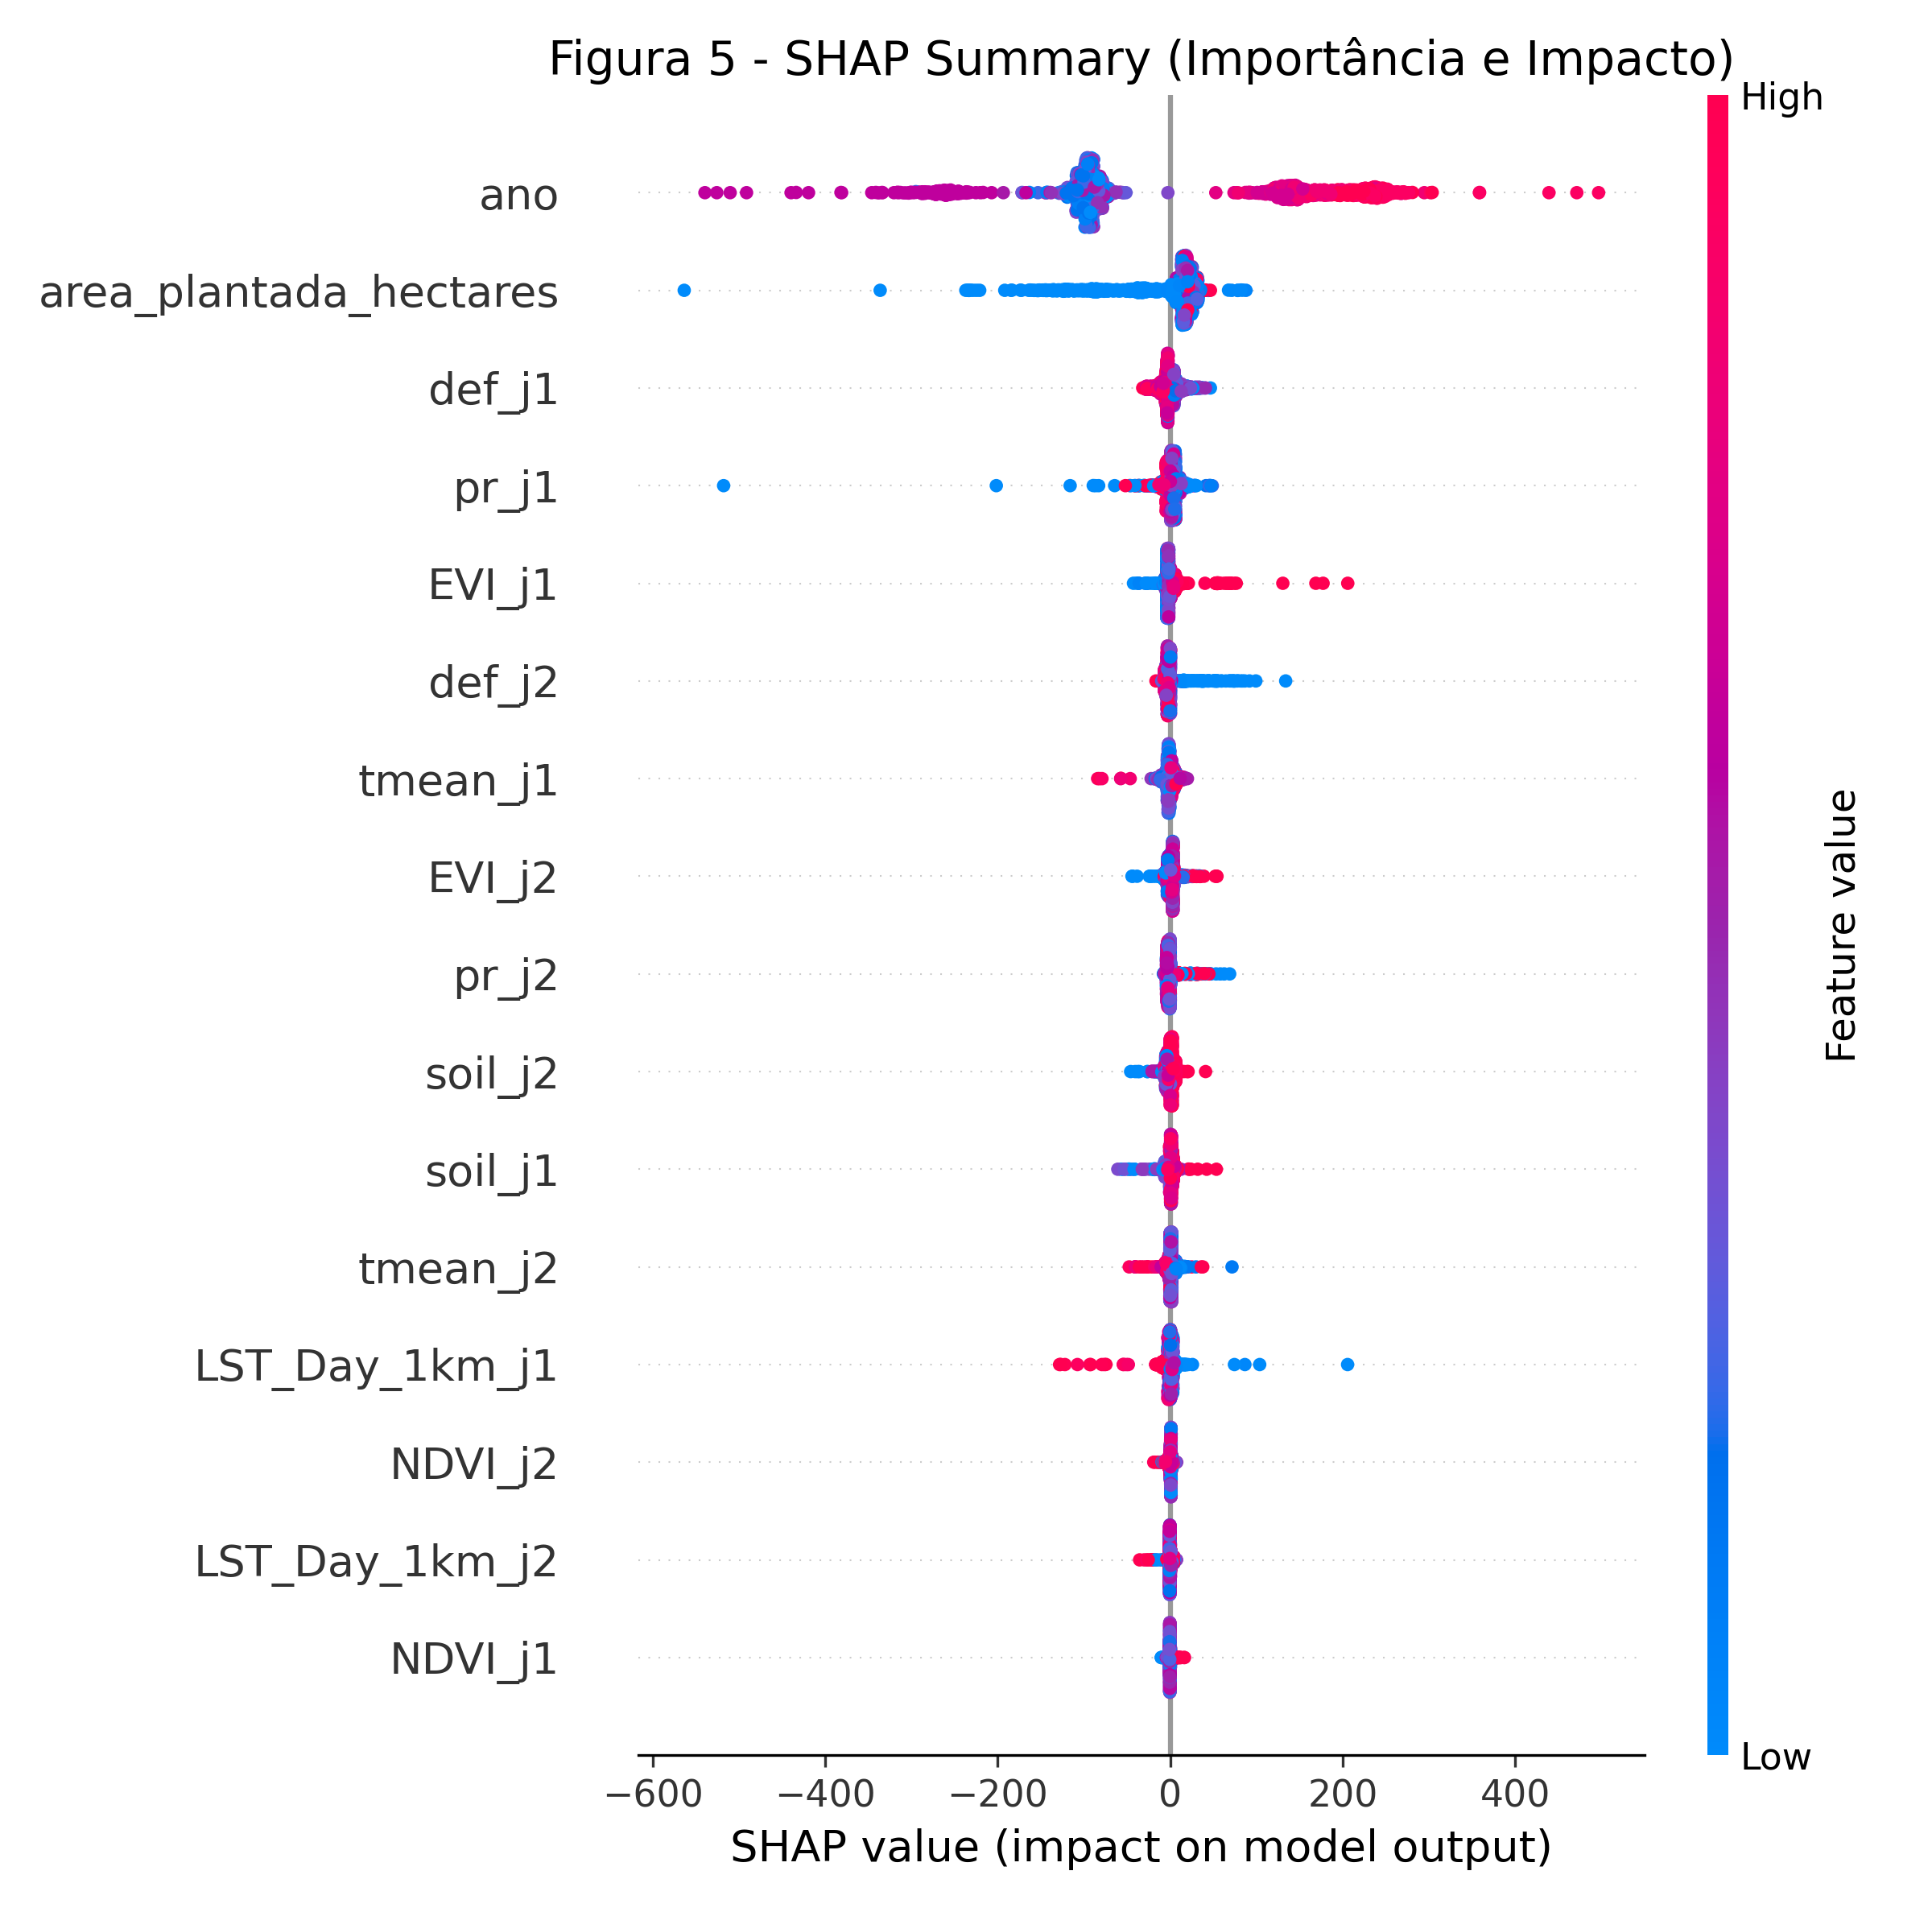 Figura 5 - SHAP Summary (Importância e Impacto)
High
ano
area_plantada_hectares
def_j1
pr_j1
EVI_j1
def_j2
tmean_j1
EVI_j2
pr_j2
soil_j2
soil_j1
tmean_j2
LST_Day_1km_j1
NDVI_j2
LST_Day_1km_j2
NDVI_j1
Feature value
Low
−600 −400 −200 0 200 400
SHAP value (impact on model output)